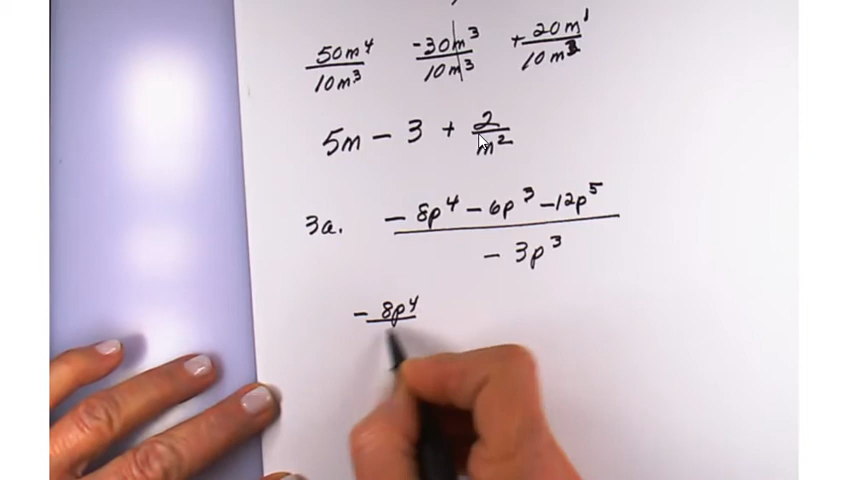 50m⁴/10m³ -30m³/10m³ +20m¹/10m³
5m - 3 + 2/m²
3a. -8p⁴ - 6p³ - 12p⁵/-3p³
-8p⁴